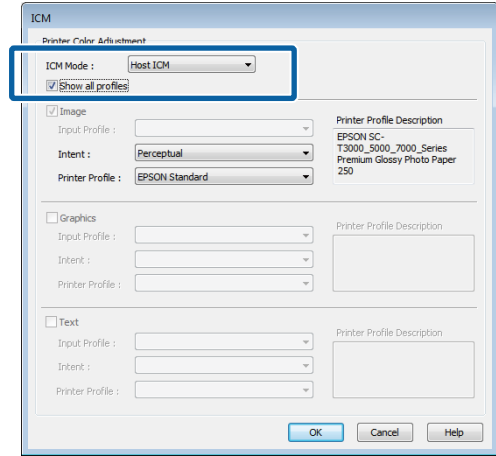 ICM
Printer Color Adjustment
ICM Mode : Host ICM
Show all profiles
Image
Input Profile :
Printer Profile Description
Intent : Perceptual
EPSON SC-
T3000_5000_7000_Series
Premium Glossy Photo Paper
250
Printer Profile : EPSON Standard
Graphics
Input Profile :
Printer Profile Description
Intent :
Printer Profile :
Text
Input Profile :
Printer Profile Description
Intent :
Printer Profile :
OK Cancel Help